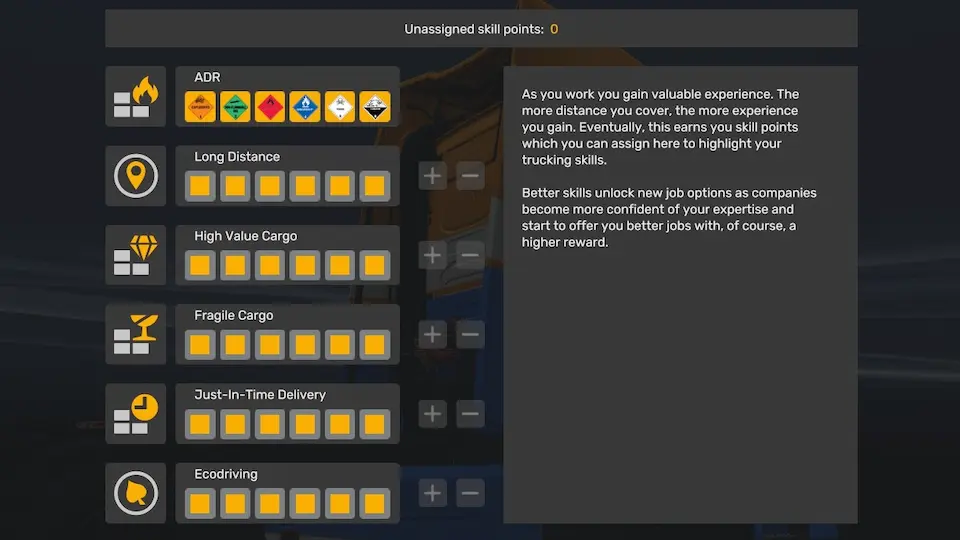 Unassigned skill points: 0
ADR
Long Distance
High Value Cargo
Fragile Cargo
Just-In-Time Delivery
Ecodriving
As you work you gain valuable experience. The
more distance you cover, the more experience
you gain. Eventually, this earns you skill points
which you can assign here to highlight your
trucking skills.
Better skills unlock new job options as companies
become more confident of your expertise and
start to offer you better jobs with, of course, a
higher reward.